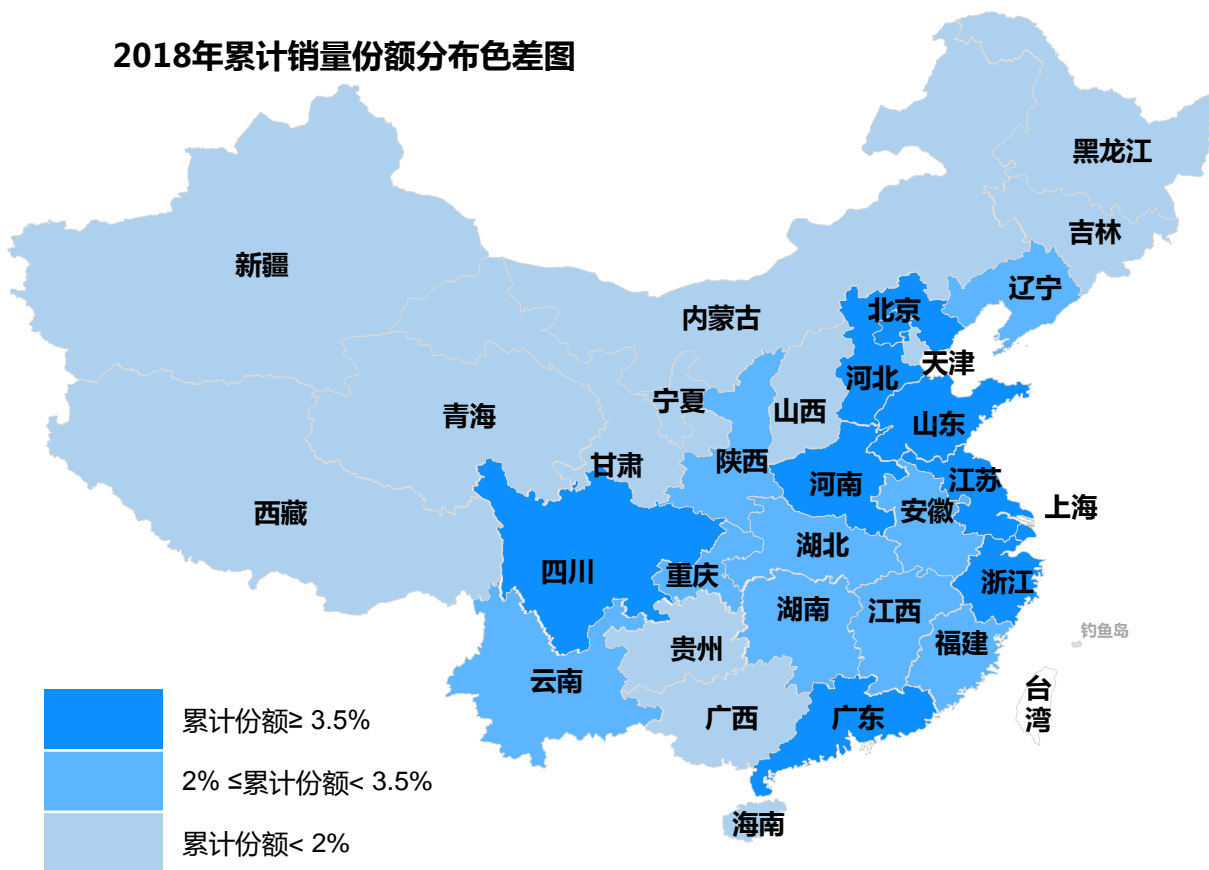 2018年累计销量份额分布色差图
黑龙江
吉林
新疆
辽宁
北京
内蒙古
天津
河北
宁夏
山西
青海
山东
陕西
甘肃
河南
江苏
西藏
安徽
上海
湖北
四川
重庆
浙江
湖南
江西
钓鱼岛
福建
贵州
云南
台
湾
广西
广东
累计份额≥ 3.5%
2% ≤累计份额< 3.5%
海南
累计份额< 2%